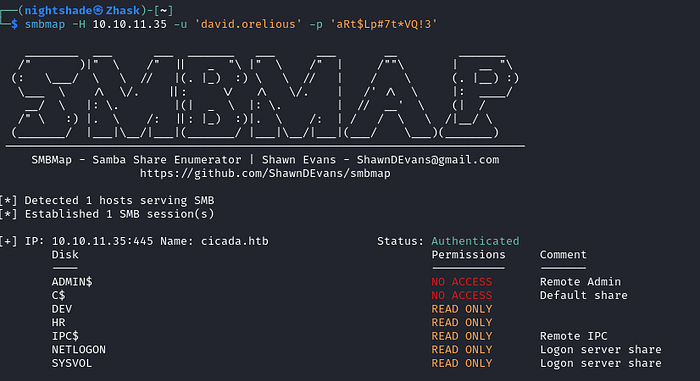 ┌──(nightshade㉿Zhask)-[~]
└─$ smbmap -H 10.10.11.35 -u 'david.orelious' -p 'aRt$Lp#7t*VQ!3'
SMBMAP
SMBMap - Samba Share Enumerator | Shawn Evans - ShawnDEvans@gmail.com
https://github.com/ShawnDEvans/smbmap
[*] Detected 1 hosts serving SMB
[*] Established 1 SMB session(s)
[+] IP: 10.10.11.35:445 Name: cicada.htb Status: Authenticated
Disk Permissions Comment
ADMIN$ NO ACCESS Remote Admin
C$ NO ACCESS Default share
DEV READ ONLY
HR READ ONLY
IPC$ READ ONLY Remote IPC
NETLOGON READ ONLY Logon server share
SYSVOL READ ONLY Logon server share